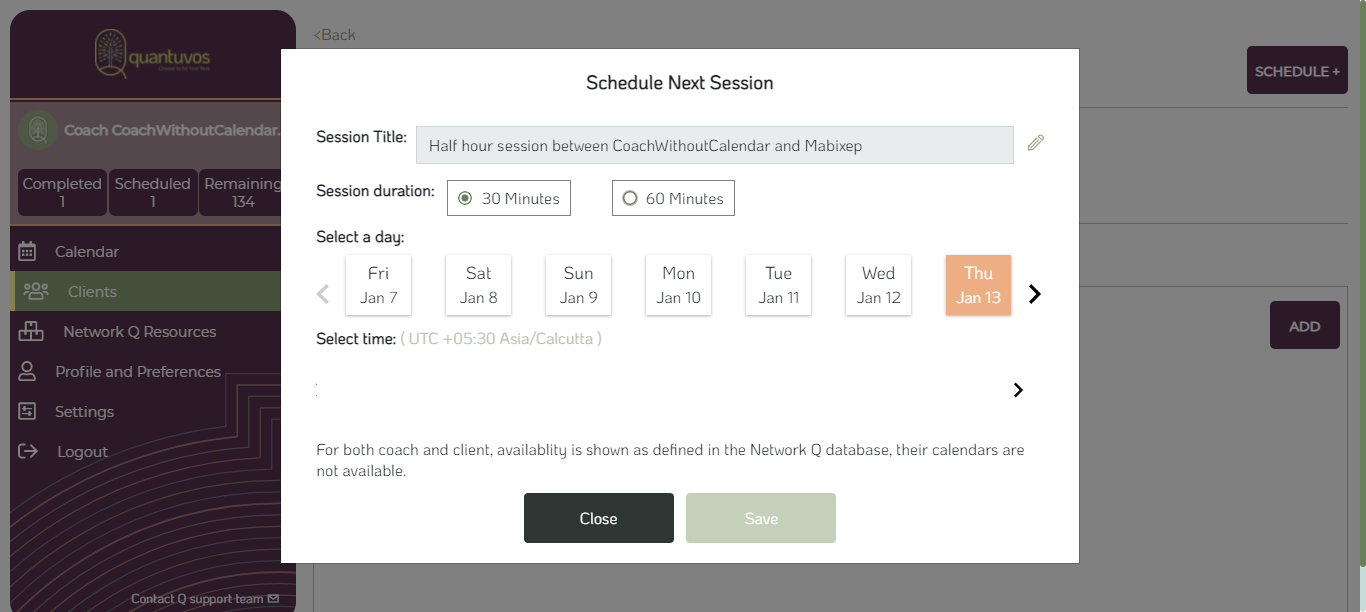 quantuvos
<Back
SCHEDULE +
Coach CoachWithoutCalendar.
Completed
1
Scheduled
1
Remaining
134
Calendar
Clients
Network Q Resources
Profile and Preferences
Settings
Logout
Contact Q support team
Schedule Next Session
Session Title: Half hour session between CoachWithoutCalendar and Mabixep
Session duration: 30 Minutes 60 Minutes
Select a day:
Fri Sat Sun Mon Tue Wed Thu
Jan 7 Jan 8 Jan 9 Jan 10 Jan 11 Jan 12 Jan 13
Select time: ( UTC +05:30 Asia/Calcutta )
For both coach and client, availablity is shown as defined in the Network Q database, their calendars are
not available.
Close Save
ADD